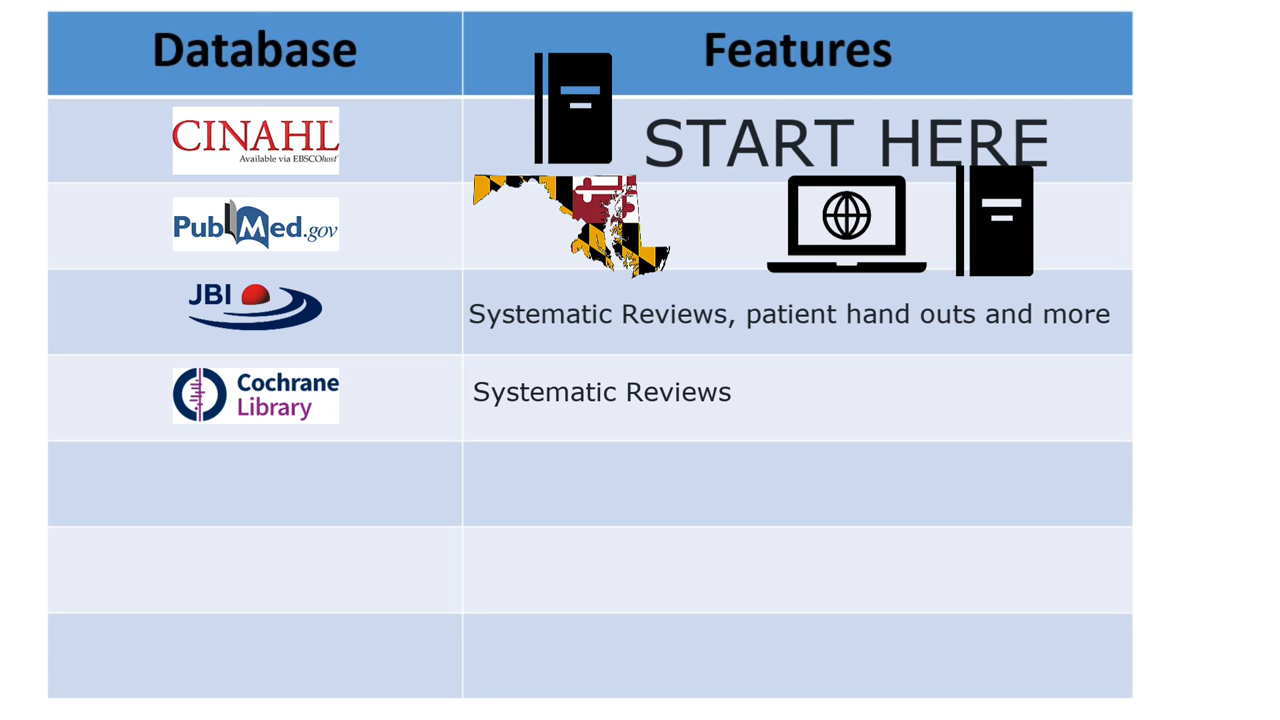 Database
Features
CINAHL
Available via EBSCOhost
START HERE
PubMed.gov
JBI
Systematic Reviews, patient hand outs and more
Cochrane
Library
Systematic Reviews